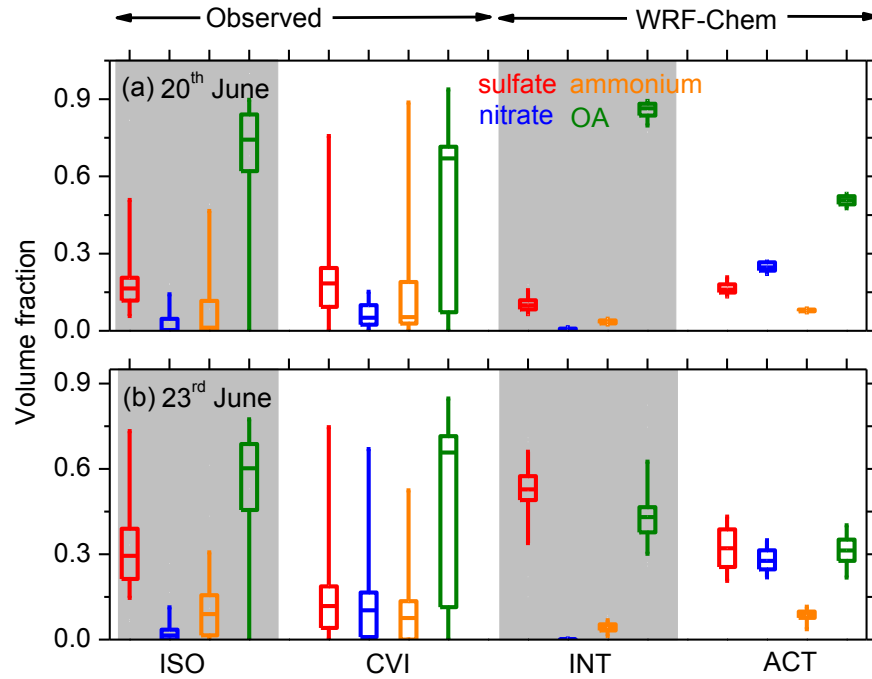 Observed WRF-Chem
(a) 20th June
sulfate ammonium
nitrate OA
0.9
0.6
0.3
0.0
Volume fraction
(b) 23rd June
0.9
0.6
0.3
0.0
ISO CVI INT ACT